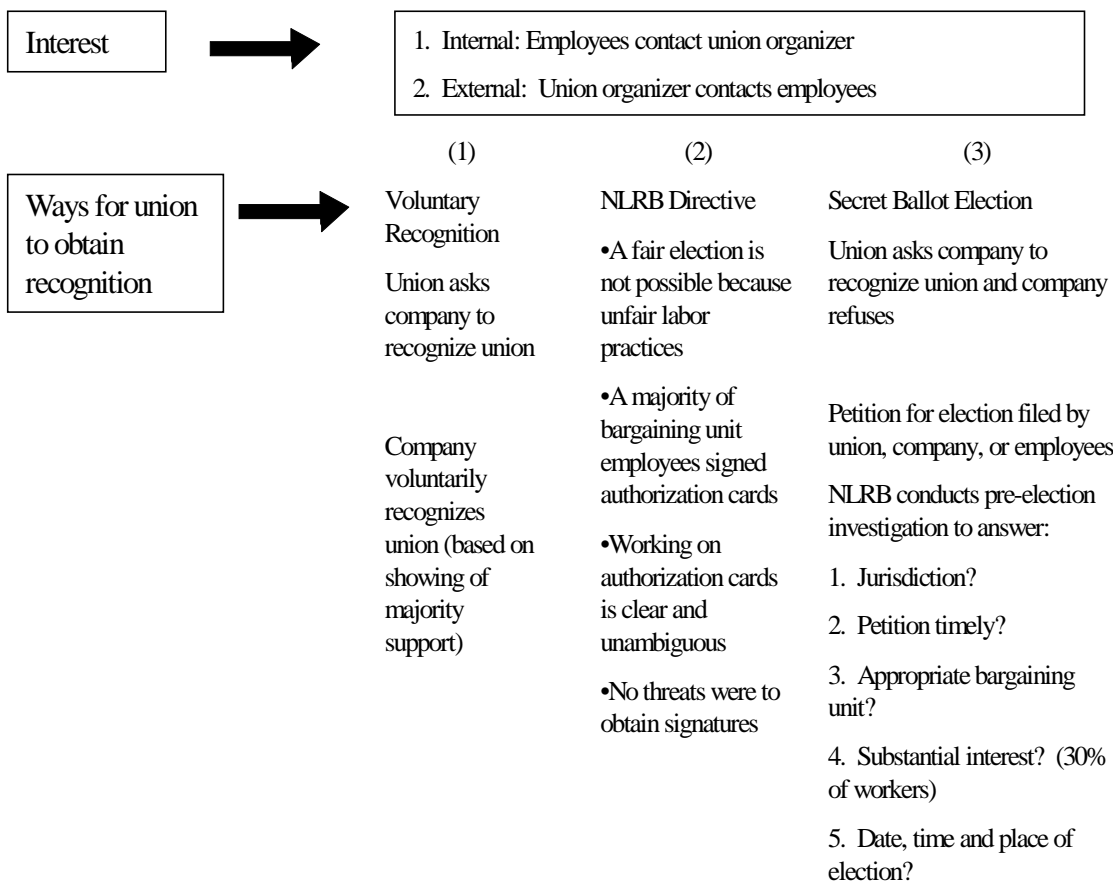 Interest
1. Internal: Employees contact union organizer
2. External: Union organizer contacts employees
Ways for union
to obtain
recognition
(1)
Voluntary
Recognition
Union asks
company to
recognize union
Company
voluntarily
recognizes
union (based on
showing of
majority
support)
(2)
NLRB Directive
•A fair election is
not possible because
unfair labor
practices
•A majority of
bargaining unit
employees signed
authorization cards
•Working on
authorization cards
is clear and
unambiguous
•No threats were to
obtain signatures
(3)
Secret Ballot Election
Union asks company to
recognize union and company
refuses
Petition for election filed by
union, company, or employees
NLRB conducts pre-election
investigation to answer:
1. Jurisdiction?
2. Petition timely?
3. Appropriate bargaining
unit?
4. Substantial interest? (30%
of workers)
5. Date, time and place of
election?